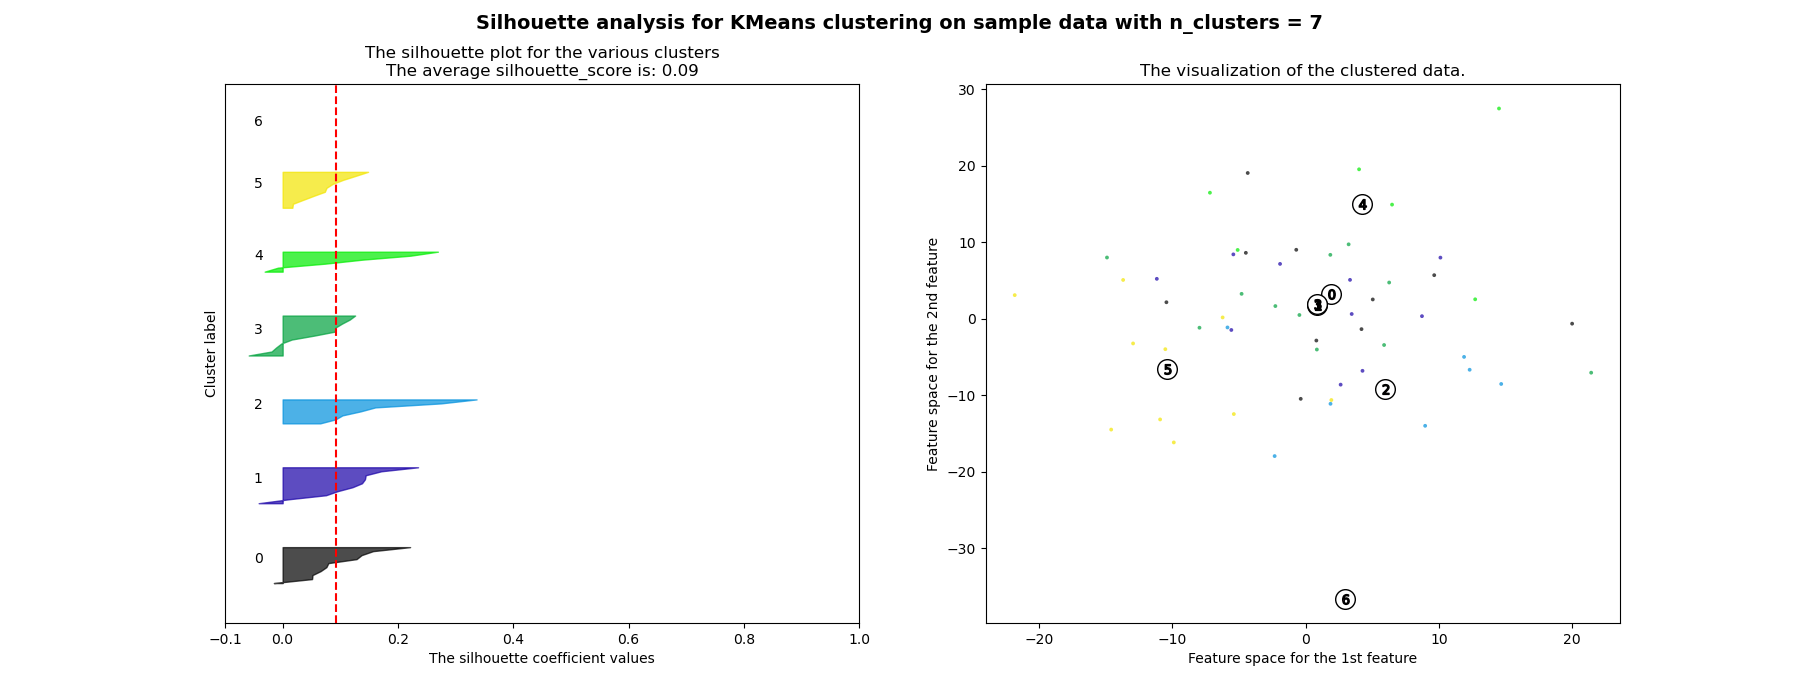 Silhouette analysis for KMeans clustering on sample data with n_clusters = 7
The silhouette plot for the various clusters
The average silhouette_score is: 0.09
6
5
4
3
2
1
0
Cluster label
−0.1 0.0 0.2 0.4 0.6 0.8 1.0
The silhouette coefficient values
The visualization of the clustered data.
30
20
10
0
−10
−20
−30
Feature space for the 2nd feature
4
0
5
2
6
−20 −10 0 10 20
Feature space for the 1st feature